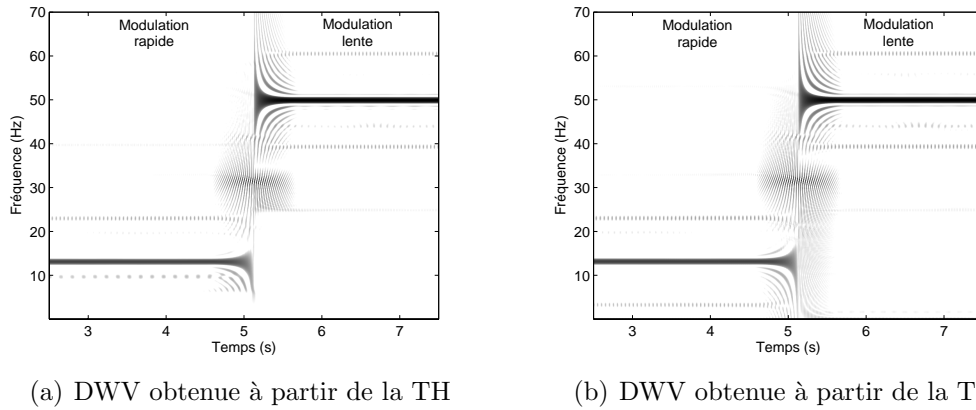 Modulation
rapide
Modulation
lente
70
60
50
40
30
20
10
Fréquence (Hz)
3 4 5 6 7
Temps (s)
(a) DWV obtenue à partir de la TH
Modulation
rapide
Modulation
lente
70
60
50
40
30
20
10
Fréquence (Hz)
3 4 5 6 7
Temps (s)
(b) DWV obtenue à partir de la T